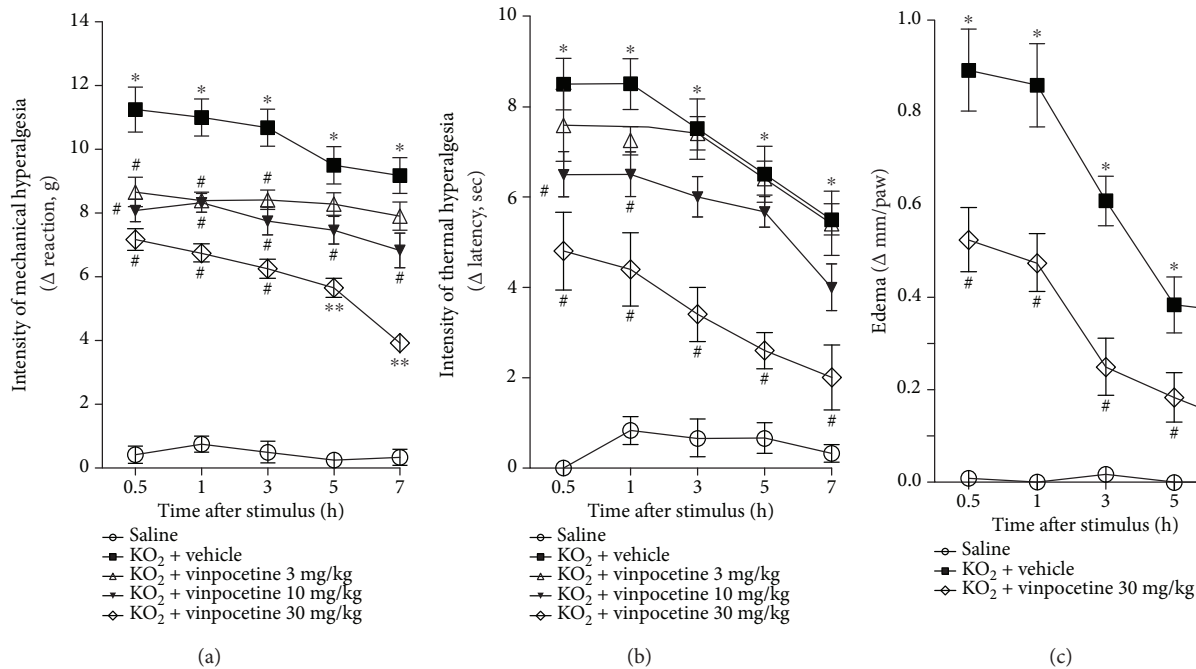 Intensity of mechanical hyperalgesia
(Δ reaction, g)
14
12
10
8
6
4
2
0
* * * * *
# # #
#
# # # #
# # #
** **
0.5 1 3 5 7
Time after stimulus (h)
Saline
KO2 + vehicle
KO2 + vinpocetine 3 mg/kg
KO2 + vinpocetine 10 mg/kg
KO2 + vinpocetine 30 mg/kg
(a)
Intensity of thermal hyperalgesia
(Δ latency, sec)
10
8
6
4
2
0
* * * * *
# #
# # # # #
0.5 1 3 5 7
Time after stimulus (h)
Saline
KO2 + vehicle
KO2 + vinpocetine 3 mg/kg
KO2 + vinpocetine 10 mg/kg
KO2 + vinpocetine 30 mg/kg
(b)
Edema (Δ mm/paw)
1.0
0.8
0.6
0.4
0.2
0.0
* * * *
# # # #
0.5 1 3 5
Time after stimulus (h)
Saline
KO2 + vehicle
KO2 + vinpocetine 30 mg/kg
(c)